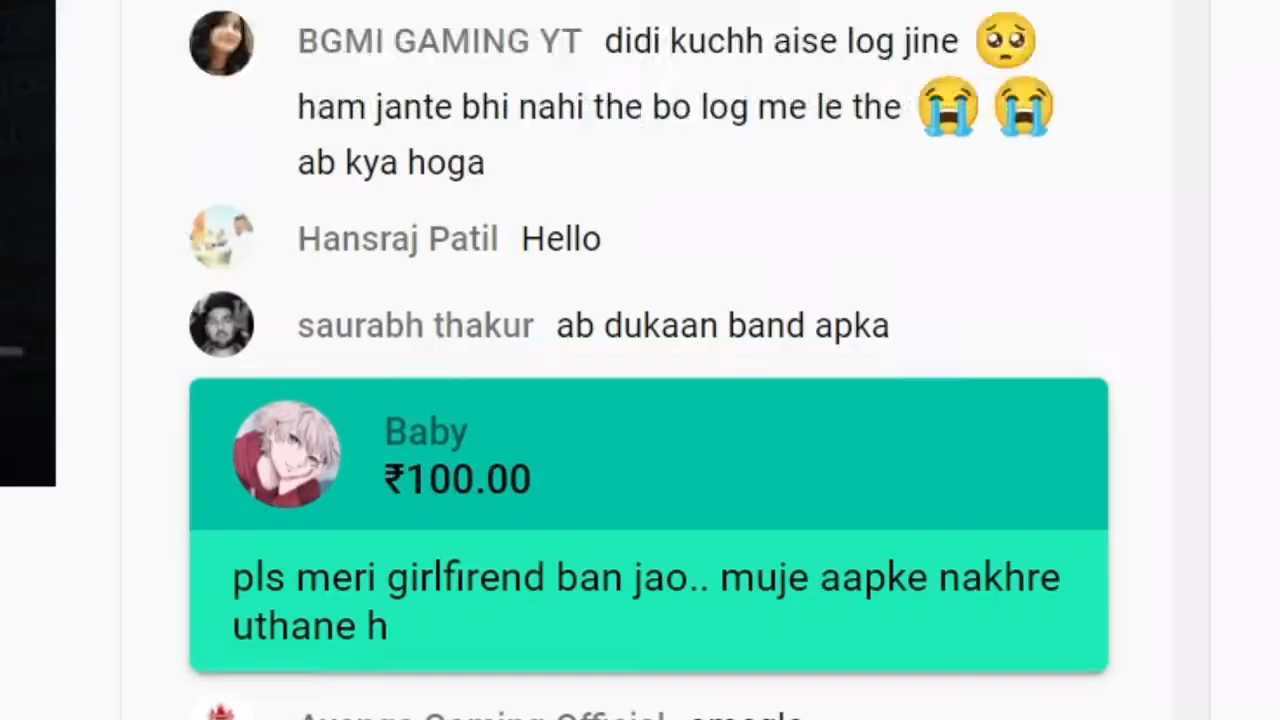 BGMI GAMING YT didi kuchh aise log jine 🥺
ham jante bhi nahi the bo log me le the 😭 😭
ab kya hoga
Hansraj Patil Hello
saurabh thakur ab dukaan band apka
Baby
₹100.00
pls meri girlfirend ban jao.. muje aapke nakhre
uthane h